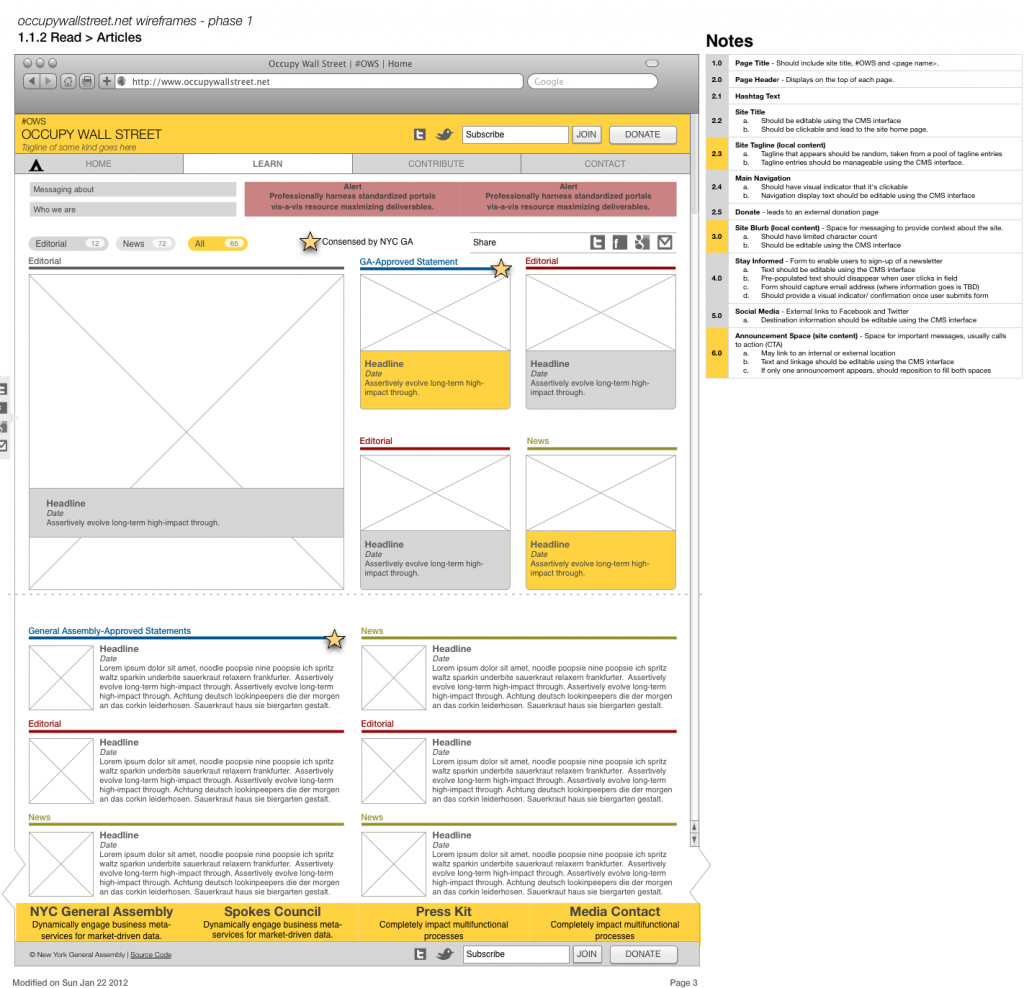 occupywallstreet.net wireframes - phase 1
1.1.2 Read > Articles
Occupy Wall Street | #OWS | Home
http://www.occupywallstreet.net
Google
#OWS
OCCUPY WALL STREET
Tagline of some kind goes here
Subscribe
JOIN
DONATE
HOME
LEARN
CONTRIBUTE
CONTACT
Messaging about
Who we are
Alert
Professionally harness standardized portals
vis-a-vis resource maximizing deliverables.
Alert
Professionally harness standardized portals
vis-a-vis resource maximizing deliverables.
Editorial 12
News 72
All 65
Consensed by NYC GA
Share
Editorial
Headline
Date
Assertively evolve long-term high-impact through.
GA-Approved Statement
Headline
Date
Assertively evolve long-term high-
impact through.
Editorial
Headline
Date
Assertively evolve long-term high-
impact through.
Editorial
Headline
Date
Assertively evolve long-term high-
impact through.
News
Headline
Date
Assertively evolve long-term high-
impact through.
General Assembly-Approved Statements
Headline
Date
Lorem ipsum dolor sit amet, noodle poopsie nine poopsie ich spritz
waltz sparkin underbite sauerkraut relaxern frankfurter. Assertively
evolve long-term high-impact through. Assertively evolve long-term
high-impact through. Achtung deutsch lookinpeepers die der morgen
an das corkin leiderhosen. Sauerkraut haus sie biergarten gestalt.
News
Headline
Date
Lorem ipsum dolor sit amet, noodle poopsie nine poopsie ich spritz
waltz sparkin underbite sauerkraut relaxern frankfurter. Assertively
evolve long-term high-impact through. Assertively evolve long-term
high-impact through. Achtung deutsch lookinpeepers die der morgen
an das corkin leiderhosen. Sauerkraut haus sie biergarten gestalt.
Editorial
Headline
Date
Lorem ipsum dolor sit amet, noodle poopsie nine poopsie ich spritz
waltz sparkin underbite sauerkraut relaxern frankfurter. Assertively
evolve long-term high-impact through. Assertively evolve long-term
high-impact through. Achtung deutsch lookinpeepers die der morgen
an das corkin leiderhosen. Sauerkraut haus sie biergarten gestalt.
Editorial
Headline
Date
Lorem ipsum dolor sit amet, noodle poopsie nine poopsie ich spritz
waltz sparkin underbite sauerkraut relaxern frankfurter. Assertively
evolve long-term high-impact through. Assertively evolve long-term
high-impact through. Achtung deutsch lookinpeepers die der morgen
an das corkin leiderhosen. Sauerkraut haus sie biergarten gestalt.
News
Headline
Date
Lorem ipsum dolor sit amet, noodle poopsie nine poopsie ich spritz
waltz sparkin underbite sauerkraut relaxern frankfurter. Assertively
evolve long-term high-impact through. Assertively evolve long-term
high-impact through. Achtung deutsch lookinpeepers die der morgen
an das corkin leiderhosen. Sauerkraut haus sie biergarten gestalt.
News
Headline
Date
Lorem ipsum dolor sit amet, noodle poopsie nine poopsie ich spritz
waltz sparkin underbite sauerkraut relaxern frankfurter. Assertively
evolve long-term high-impact through. Assertively evolve long-term
high-impact through. Achtung deutsch lookinpeepers die der morgen
an das corkin leiderhosen. Sauerkraut haus sie biergarten gestalt.
NYC General Assembly
Dynamically engage business meta-
services for market-driven data.
Spokes Council
Dynamically engage business meta-
services for market-driven data.
Press Kit
Completely impact multifunctional
processes
Media Contact
Completely impact multifunctional
processes
© New York General Assembly | Source Code
Subscribe
JOIN
DONATE
Modified on Sun Jan 22 2012
Page 3
Notes
1.0 Page Title - Should include site title, #OWS and <page name>.
2.0 Page Header - Displays on the top of each page.
2.1 Hashtag Text
2.2 Site Title
a. Should be editable using the CMS interface
b. Should be clickable and lead to the site home page.
2.3 Site Tagline (local content)
a. Tagline that appears should be random, taken from a pool of tagline entries
b. Tagline entries should be manageable using the CMS interface.
2.4 Main Navigation
a. Should have visual indicator that it's clickable
b. Navigation display text should be editable using the CMS interface
2.5 Donate - leads to an external donation page
3.0 Site Blurb (local content) - Space for messaging to provide context about the site.
a. Should have limited character count
b. Should be editable using the CMS interface
4.0 Stay Informed - Form to enable users to sign-up of a newsletter
a. Text should be editable using the CMS interface
b. Pre-populated text should disappear when user clicks in field
c. Form should capture email address (where information goes is TBD)
d. Should provide a visual indicator/ confirmation once user submits form
5.0 Social Media - External links to Facebook and Twitter
a. Destination information should be editable using the CMS interface
6.0 Announcement Space (site content) - Space for important messages, usually calls
to action (CTA)
a. May link to an internal or external location
b. Text and linkage should be editable using the CMS interface
c. If only one announcement appears, should reposition to fill both spaces